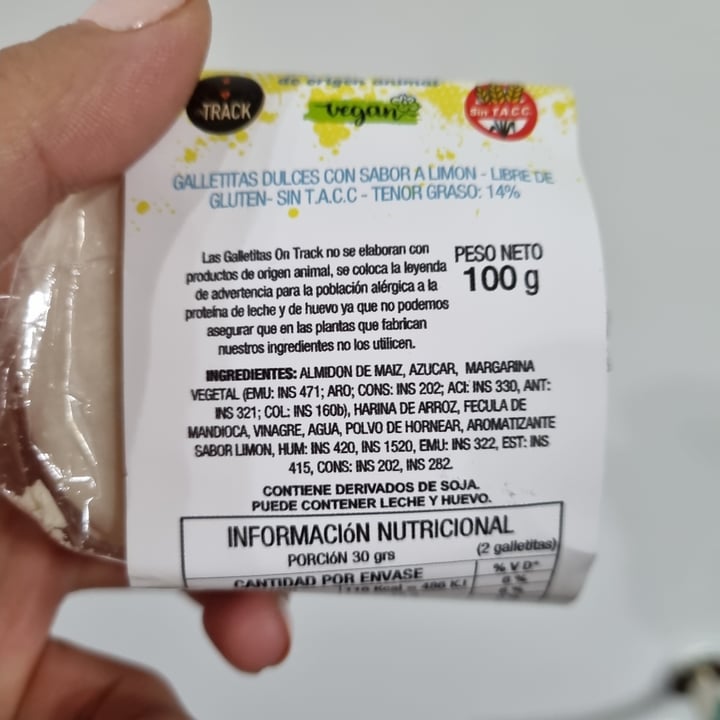 de origen animal
TRACK
vegan
Sin T.A.C.C.
GALLETITAS DULCES CON SABOR A LIMON - LIBRE DE
GLUTEN- SIN T.A.C.C - TENOR GRASO: 14%
Las Galletitas On Track no se elaboran con
productos de origen animal, se coloca la leyenda
de advertencia para la población alérgica a la
proteína de leche y de huevo ya que no podemos
asegurar que en las plantas que fabrican
nuestros ingredientes no los utilicen.
PESO NETO
100 g
INGREDIENTES: ALMIDON DE MAIZ, AZUCAR, MARGARINA
VEGETAL (EMU: INS 471; ARO; CONS: INS 202; ACI: INS 330, ANT:
INS 321; COL: INS 160b), HARINA DE ARROZ, FECULA DE
MANDIOCA, VINAGRE, AGUA, POLVO DE HORNEAR, AROMATIZANTE
SABOR LIMON, HUM: INS 420, INS 1520, EMU: INS 322, EST: INS
415, CONS: INS 202, INS 282.
CONTIENE DERIVADOS DE SOJA.
PUEDE CONTENER LECHE Y HUEVO.
INFORMACIóN NUTRICIONAL
PORCIóN 30 grs (2 galletitas)
CANTIDAD POR ENVASE % V D*